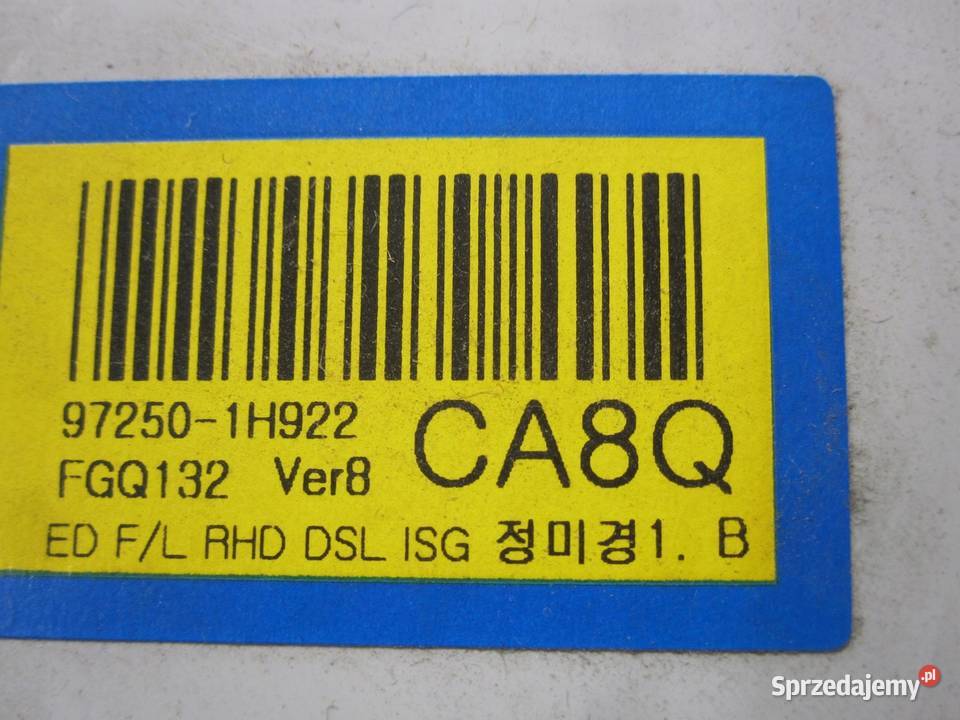 97250-1H922
CA8Q
FGQ132 Ver8
ED F/L RHD DSL ISG 정미경1. B
Sprzedajemy.pl